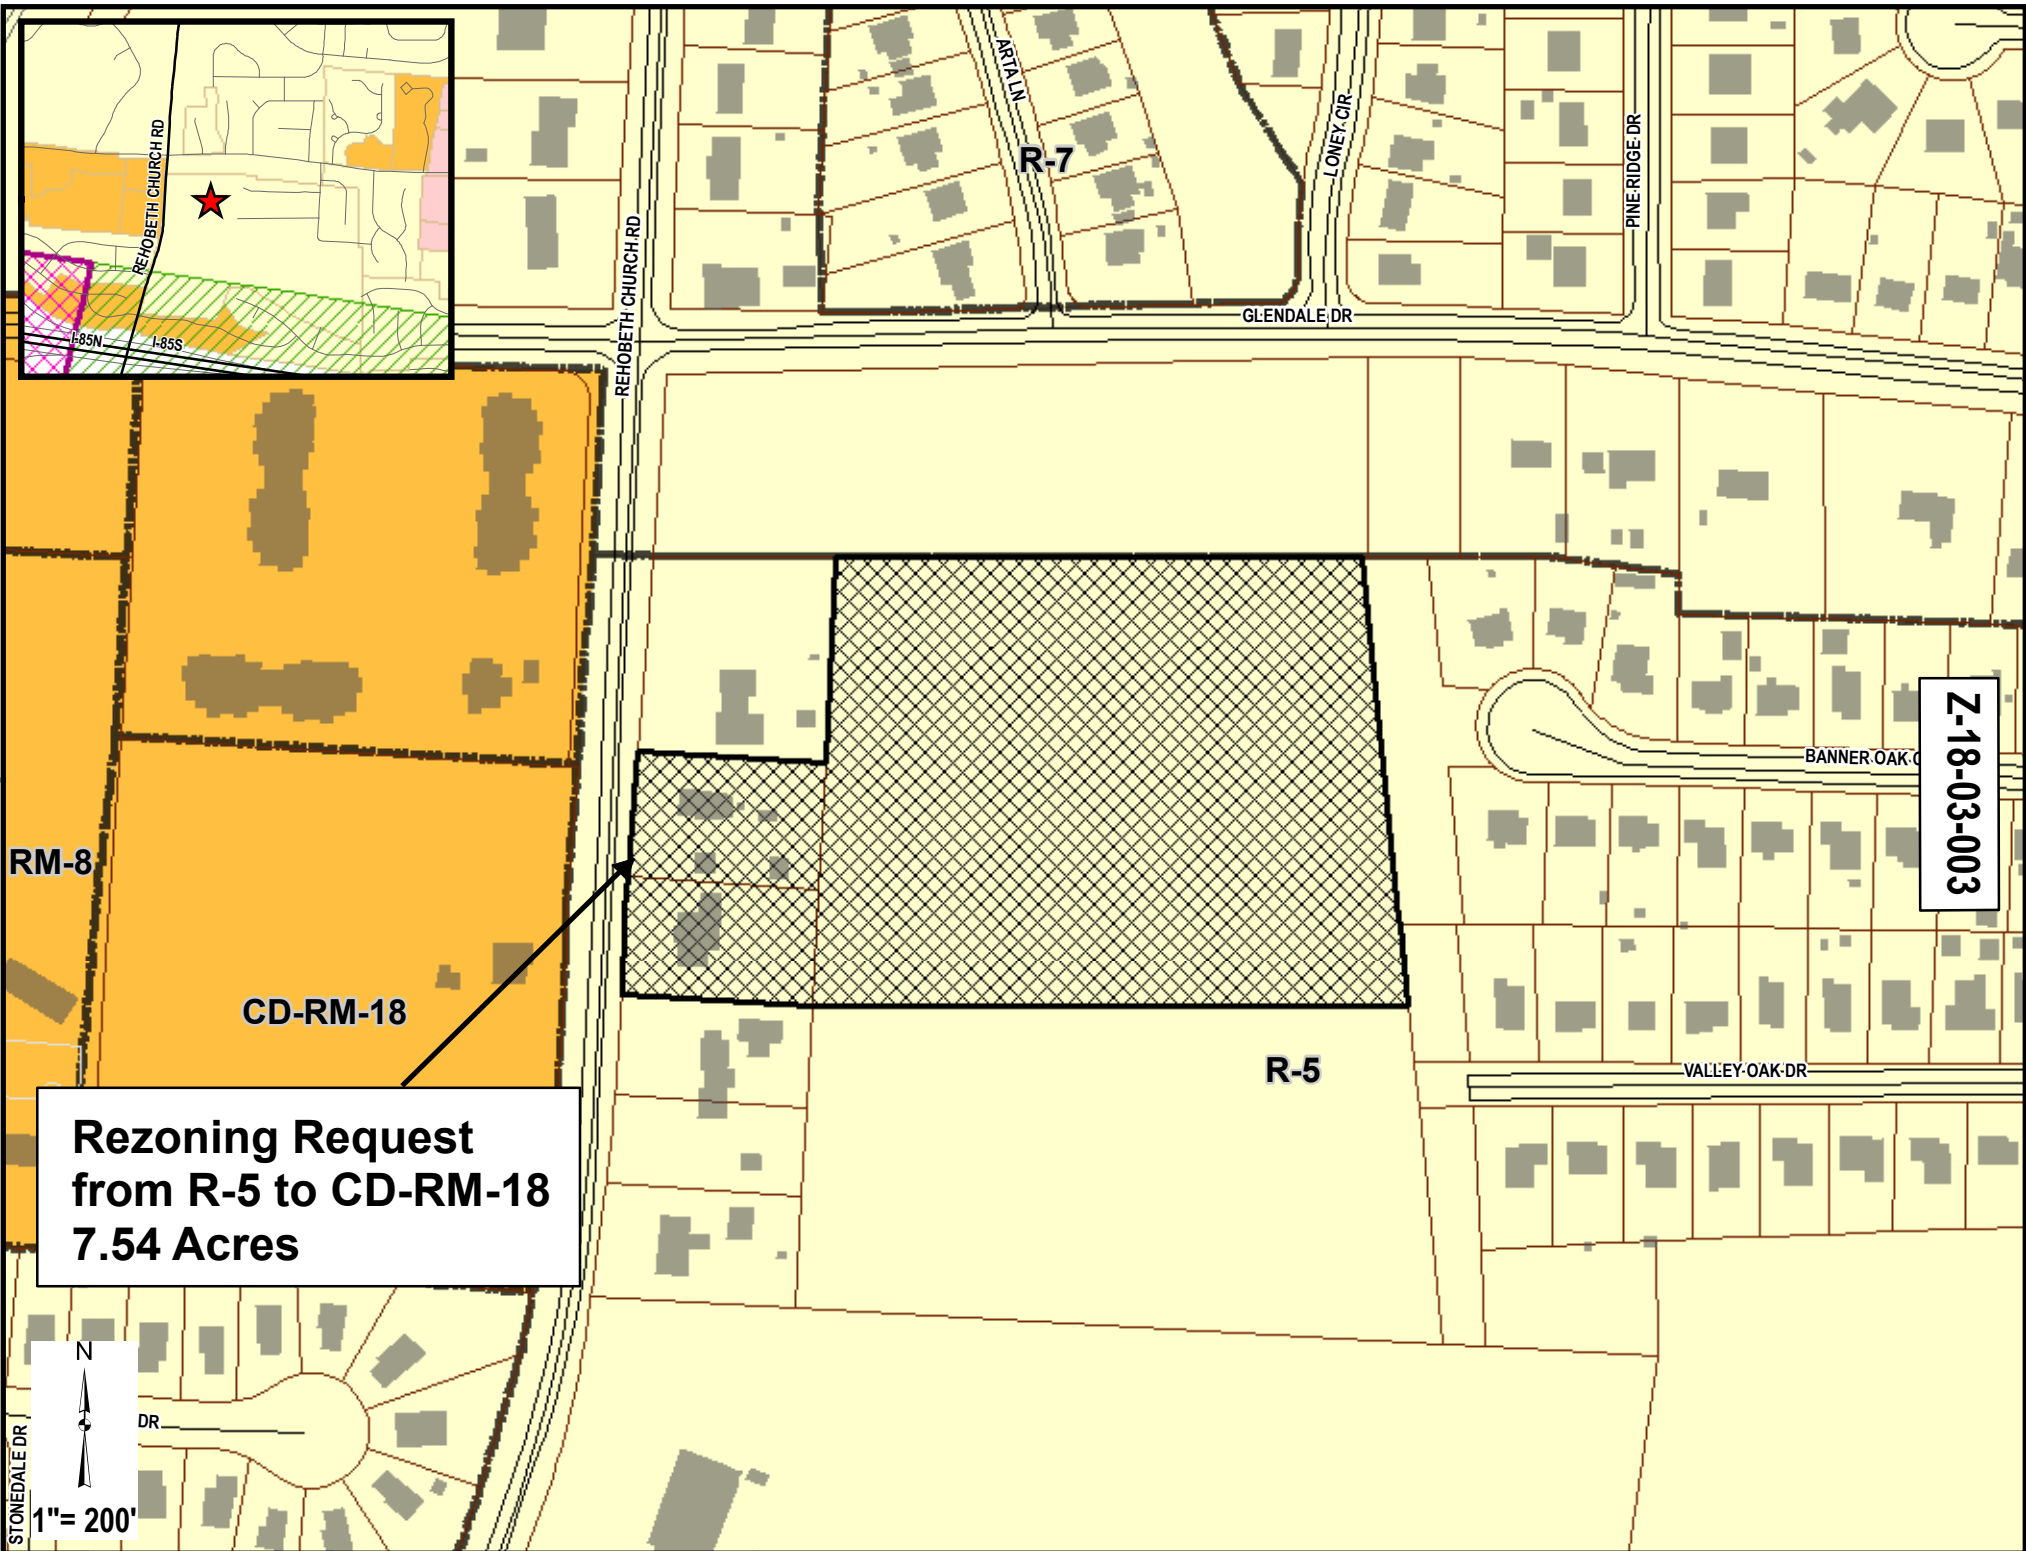 REHOBETH CHURCH RD
I-85N
I-85S
ARTA LN
R-7
LONEY CIR
PINE RIDGE DR
REHOBETH CHURCH RD
GLENDALE DR
Z-18-03-003
BANNER OAK
RM-8
CD-RM-18
R-5
VALLEY OAK DR
Rezoning Request
from R-5 to CD-RM-18
7.54 Acres
N
DR
STONEDALE DR
1"= 200'